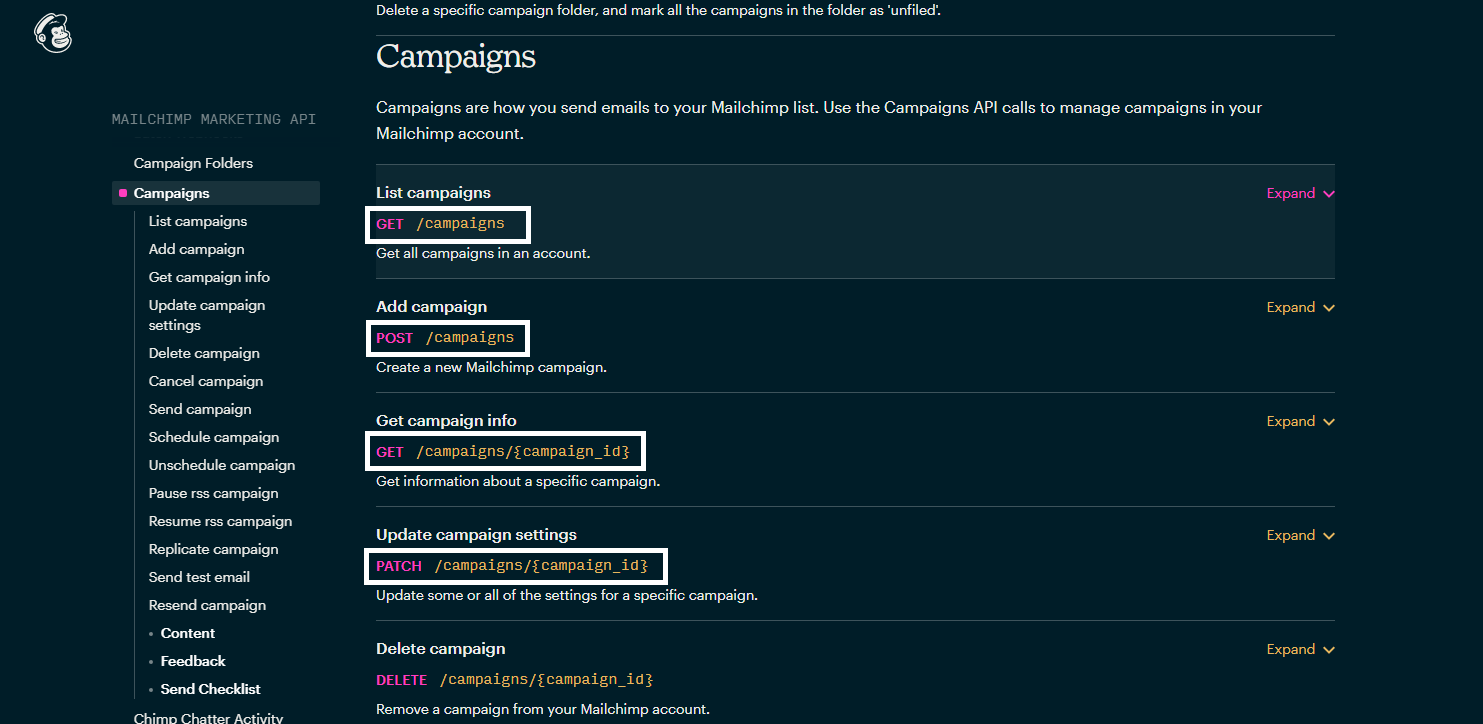 Delete a specific campaign folder, and mark all the campaigns in the folder as 'unfiled'.
Campaigns
Campaigns are how you send emails to your Mailchimp list. Use the Campaigns API calls to manage campaigns in your
Mailchimp account.
MAILCHIMP MARKETING API
Campaign Folders
Campaigns
List campaigns
Add campaign
Get campaign info
Update campaign
settings
Delete campaign
Cancel campaign
Send campaign
Schedule campaign
Unschedule campaign
Pause rss campaign
Resume rss campaign
Replicate campaign
Send test email
Resend campaign
• Content
• Feedback
• Send Checklist
Chimp Chatter Activity
List campaigns
Expand
GET /campaigns
Get all campaigns in an account.
Add campaign
Expand
POST /campaigns
Create a new Mailchimp campaign.
Get campaign info
Expand
GET /campaigns/{campaign_id}
Get information about a specific campaign.
Update campaign settings
Expand
PATCH /campaigns/{campaign_id}
Update some or all of the settings for a specific campaign.
Delete campaign
Expand
DELETE /campaigns/{campaign_id}
Remove a campaign from your Mailchimp account.